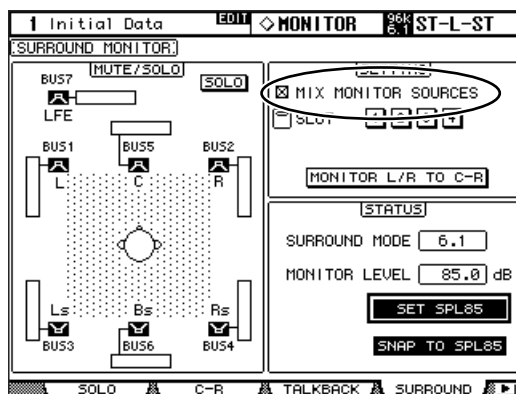 1 Initial Data EDIT ◇MONITOR 96K 6.1 ST-L-ST
SURROUND MONITOR
MUTE/SOLO
SOLO
BUS7
LFE
BUS1 BUS5 BUS2
L C R
Ls Bs Rs
BUS3 BUS6 BUS4
MIX MONITOR SOURCES
SLOT 1 2 3 4
MONITOR L/R TO C-R
STATUS
SURROUND MODE 6.1
MONITOR LEVEL 85.0 dB
SET SPL85
SNAP TO SPL85
SOLO C-R TALKBACK SURROUND